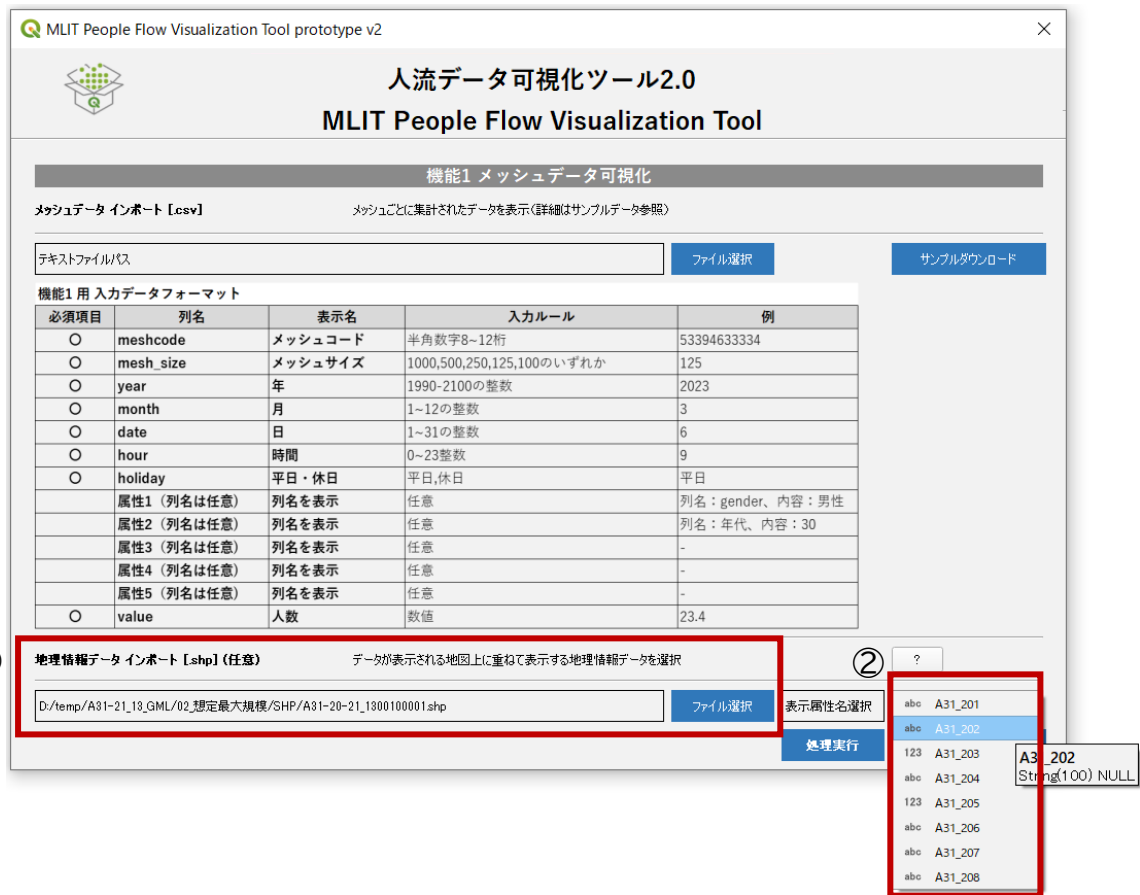 MLIT People Flow Visualization Tool prototype v2
人流データ可視化ツール2.0
MLIT People Flow Visualization Tool
機能1 メッシュデータ可視化
メッシュデータ インポート [.csv] メッシュごとに集計されたデータを表示(詳細はサンプルデータ参照)
テキストファイルパス ファイル選択 サンプルダウンロード
機能1 用 入力データフォーマット
必須項目 列名 表示名 入力ルール 例
○ meshcode メッシュコード 半角数字8~12桁 53394633334
○ mesh_size メッシュサイズ 1000,500,250,125,100のいずれか 125
○ year 年 1990-2100の整数 2023
○ month 月 1~12の整数 3
○ date 日 1~31の整数 6
○ hour 時間 0~23整数 9
○ holiday 平日・休日 平日,休日 平日
属性1（列名は任意） 列名を表示 任意 列名：gender、内容：男性
属性2（列名は任意） 列名を表示 任意 列名：年代、内容：30
属性3（列名は任意） 列名を表示 任意 -
属性4（列名は任意） 列名を表示 任意 -
属性5（列名は任意） 列名を表示 任意 -
○ value 人数 数値 23.4
地理情報データ インポート [.shp] (任意) データが表示される地図上に重ねて表示する地理情報データを選択 ② ?
D:/temp/A31-21_13_GML/02_想定最大規模/SHP/A31-20-21_1300100001.shp ファイル選択 表示属性名選択
処理実行
abc A31_201
abc A31_202
123 A31_203
abc A31_204
123 A31_205
abc A31_206
abc A31_207
abc A31_208
A31_202
String(100) NULL